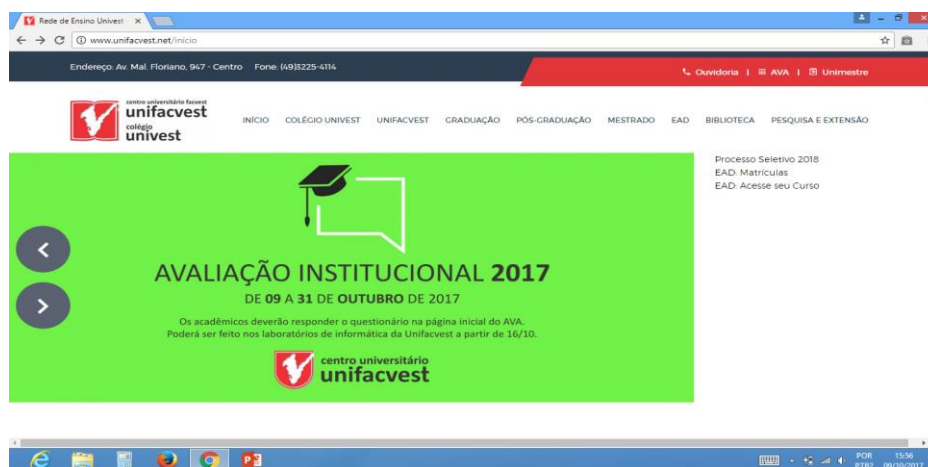 Rede de Ensino Univest
www.unifacvest.net/inicio
Endereço: Av. Mal. Floriano, 947 - Centro Fone: (49)3225-4114
Ouvidoria | AVA | Unimestre
centro universitário facvest
unifacvest
colégio
univest
INÍCIO COLÉGIO UNIVEST UNIFACVEST GRADUAÇÃO PÓS-GRADUAÇÃO MESTRADO EAD BIBLIOTECA PESQUISA E EXTENSÃO
Processo Seletivo 2018
EAD: Matrículas
EAD: Acesse seu Curso
AVALIAÇÃO INSTITUCIONAL 2017
DE 09 A 31 DE OUTUBRO DE 2017
Os acadêmicos deverão responder o questionário na página inicial do AVA.
Poderá ser feito nos laboratórios de informática da Unifacvest a partir de 16/10.
centro universitário
unifacvest
POR 15:56
PTB2 09/10/2017